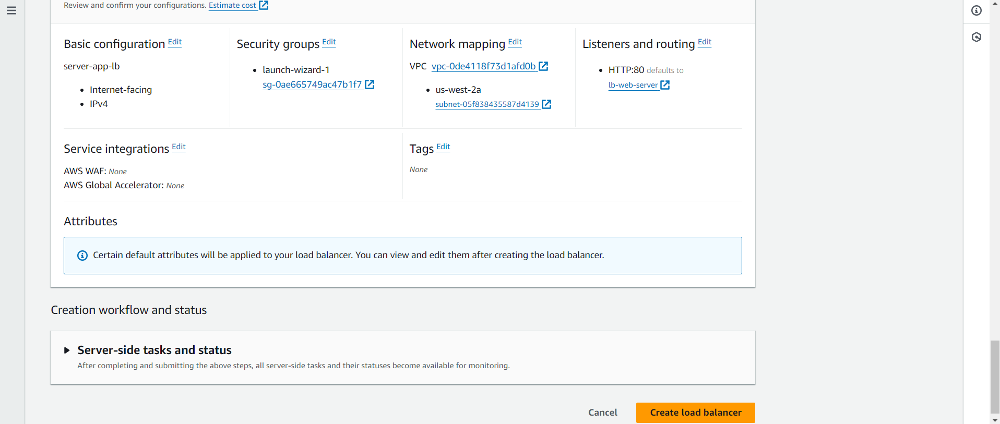 Review and confirm your configurations. Estimate cost
Basic configuration Edit
server-app-lb
• Internet-facing
• IPv4
Security groups Edit
• launch-wizard-1
sg-0ae665749ac47b1f7
Network mapping Edit
VPC vpc-0de4118f73d1afd0b
• us-west-2a
subnet-05f838435587d4139
Listeners and routing Edit
• HTTP:80 defaults to
lb-web-server
Service integrations Edit
AWS WAF: None
AWS Global Accelerator: None
Tags Edit
None
Attributes
Certain default attributes will be applied to your load balancer. You can view and edit them after creating the load balancer.
Creation workflow and status
Server-side tasks and status
After completing and submitting the above steps, all server-side tasks and their statuses become available for monitoring.
Cancel
Create load balancer